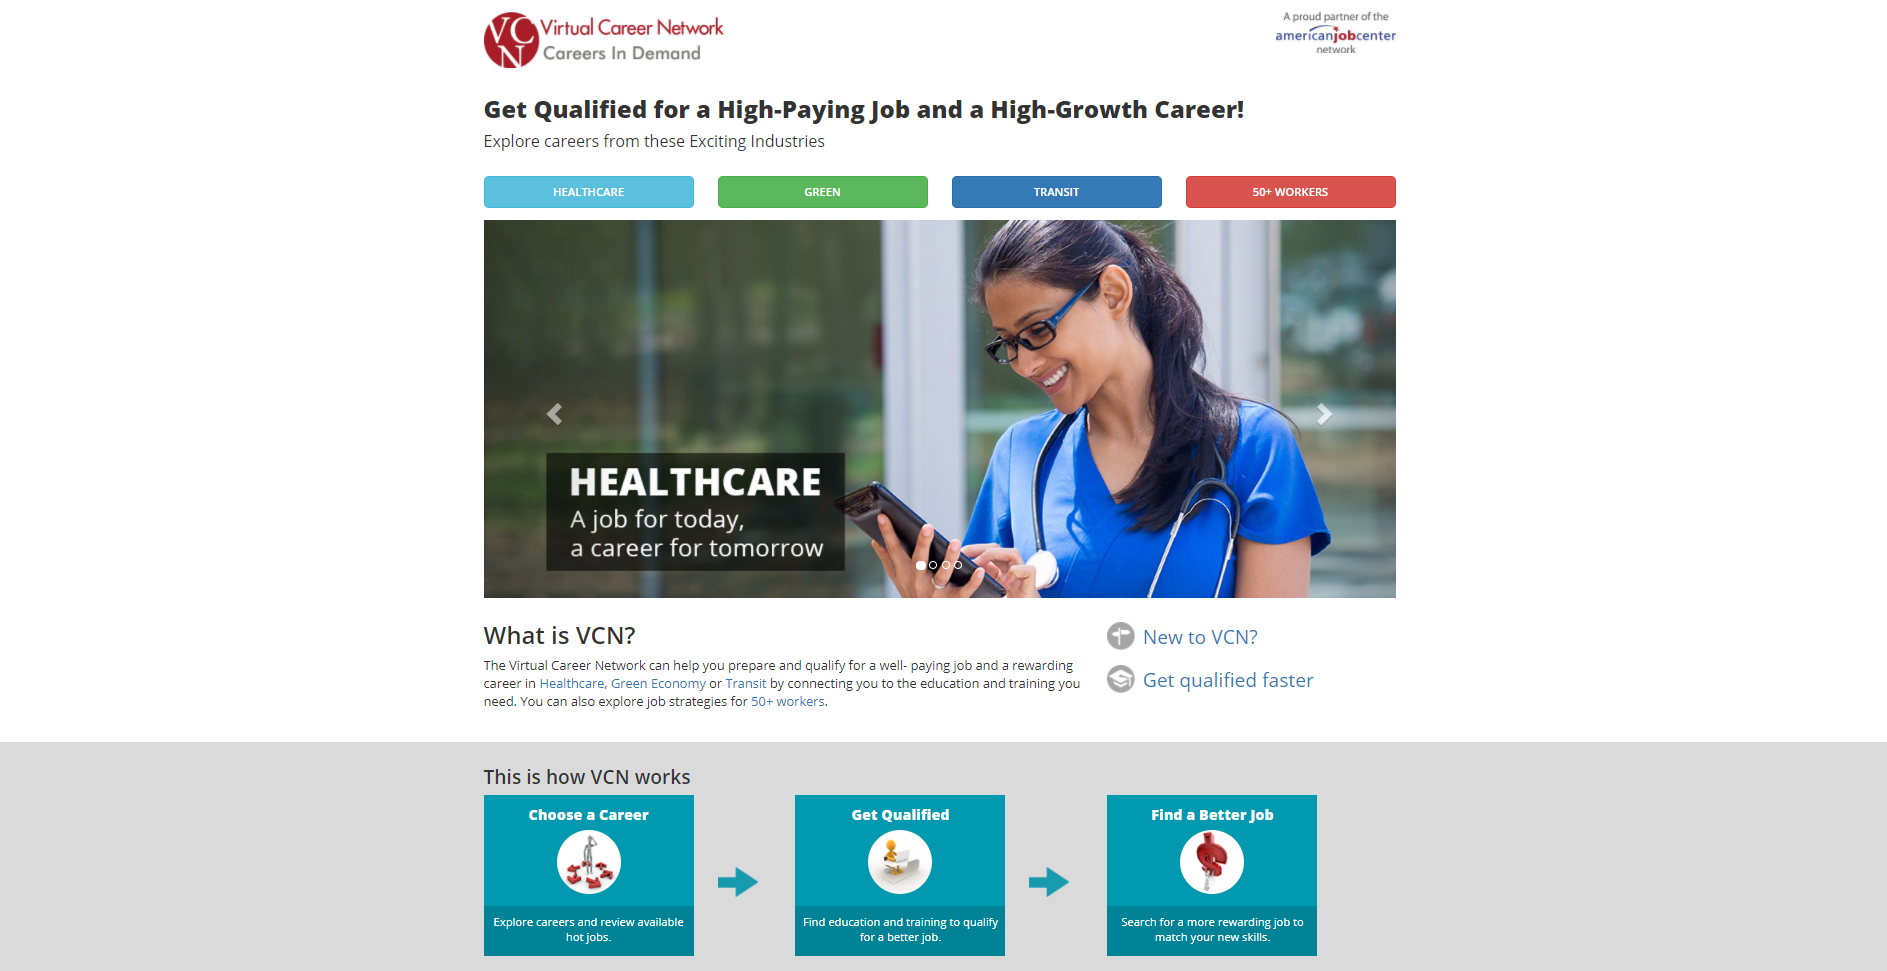 VCN
Virtual Career Network
Careers In Demand
A proud partner of the
americanjobcenter
network
Get Qualified for a High-Paying Job and a High-Growth Career!
Explore careers from these Exciting Industries
HEALTHCARE
GREEN
TRANSIT
50+ WORKERS
HEALTHCARE
A job for today,
a career for tomorrow
What is VCN?
The Virtual Career Network can help you prepare and qualify for a well- paying job and a rewarding
career in Healthcare, Green Economy or Transit by connecting you to the education and training you
need. You can also explore job strategies for 50+ workers.
New to VCN?
Get qualified faster
This is how VCN works
Choose a Career
Explore careers and review available
hot jobs.
Get Qualified
Find education and training to qualify
for a better job.
Find a Better Job
Search for a more rewarding job to
match your new skills.